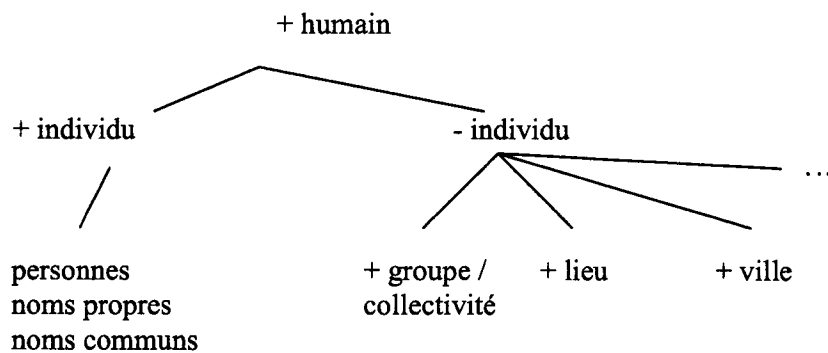 + humain
+ individu
- individu
...
personnes
noms propres
noms communs
+ groupe /
collectivité
+ lieu
+ ville